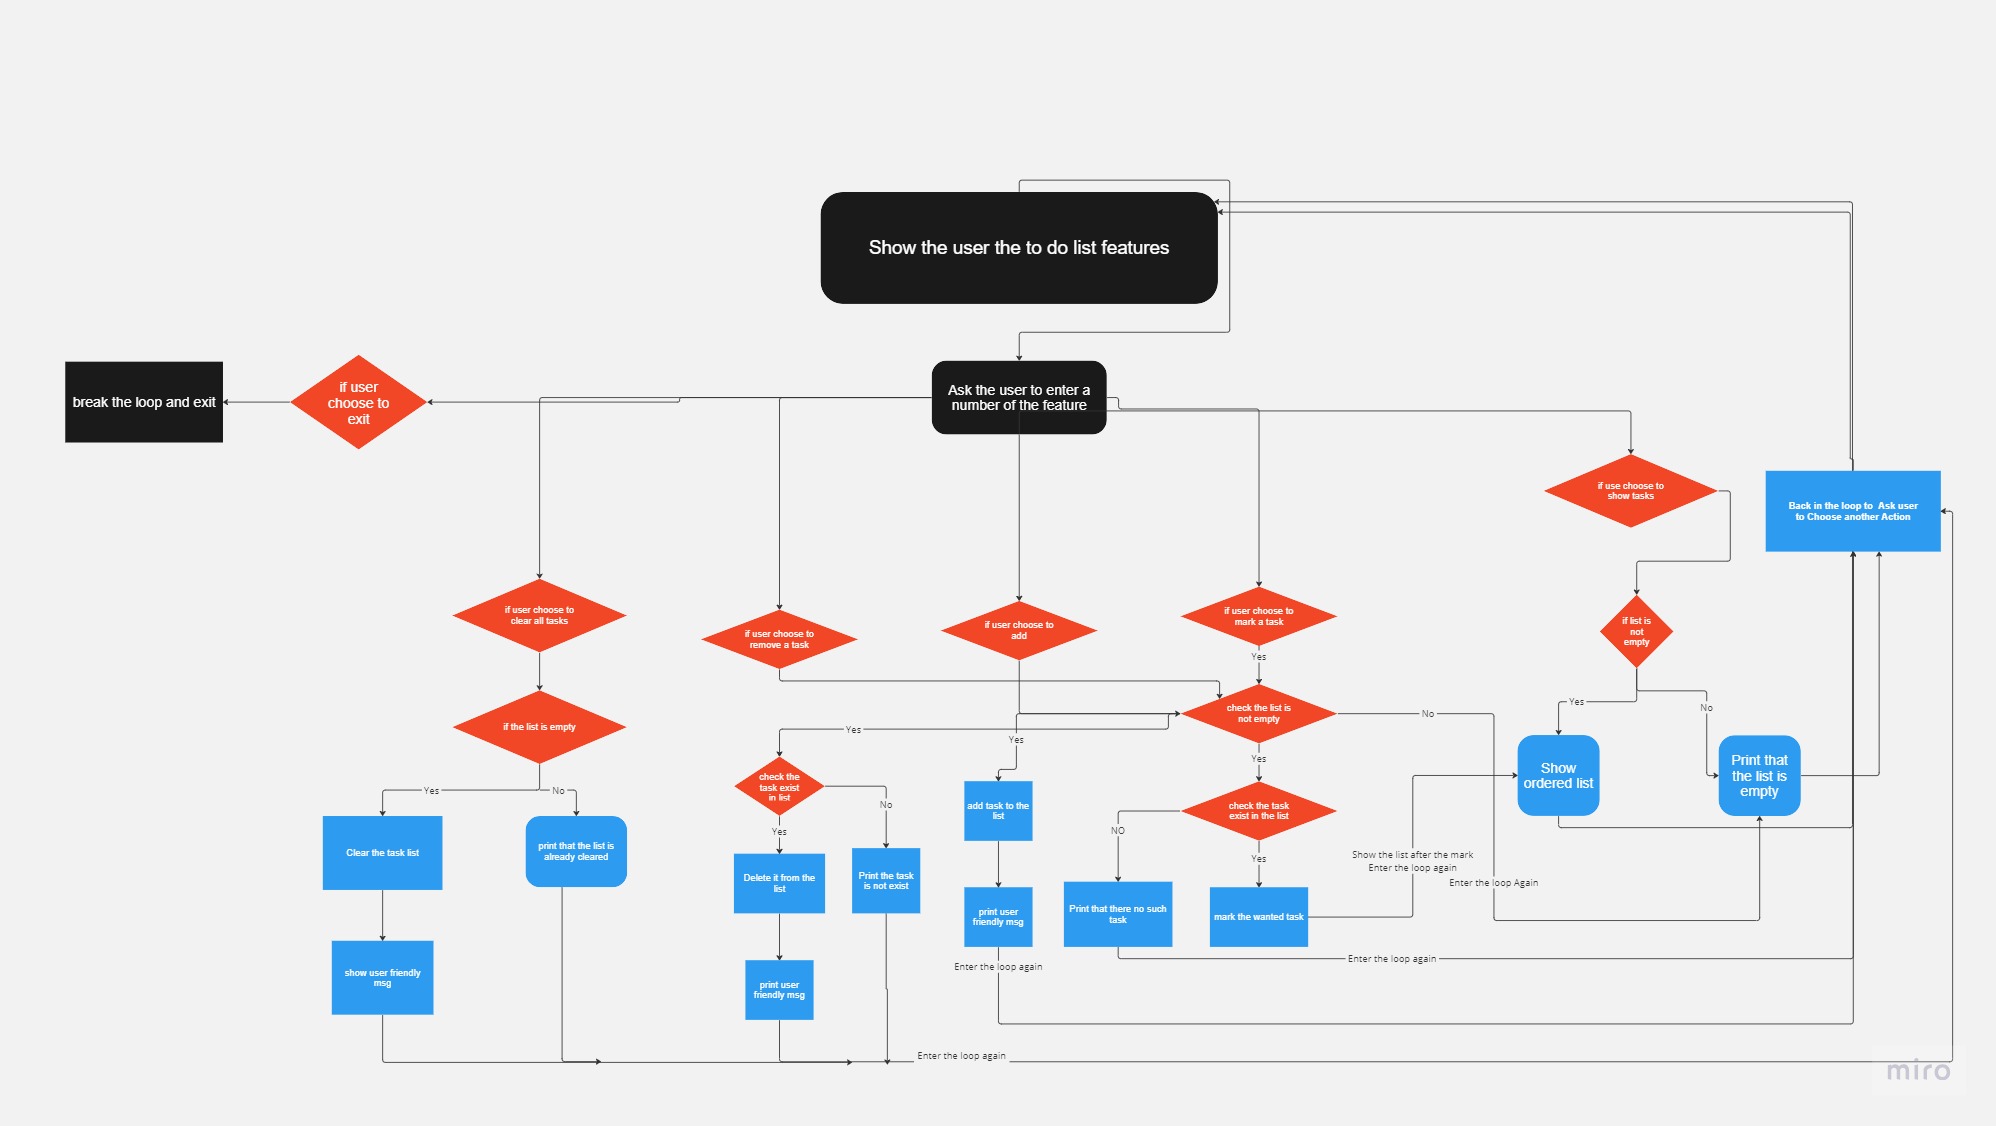 Show the user the to do list features
break the loop and exit
if user
choose to
exit
Ask the user to enter a
number of the feature
if use choose to
show tasks
Back in the loop to  Ask user
to Choose another Action
if user choose to
clear all tasks
if user choose to
remove a task
if user choose to
add
if user choose to
mark a task
if list is
not
empty
Yes
check the list is
not empty
if the list is empty
Yes
No
Yes
No
Yes
Yes
check the
task exist
in list
Show
ordered list
Print that
the list is
empty
Yes
No
No
add task to the
list
check the task
exist in the list
NO
Yes
Clear the task list
print that the list is
already cleared
Yes
Show the list after the mark
Enter the loop again
Delete it from the
list
Print the task
is not exist
Enter the loop Again
print user
friendly msg
Print that there no such
task
mark the wanted task
Enter the loop again
Enter the loop again
show user friendly
msg
print user
friendly msg
Enter the loop again
miro